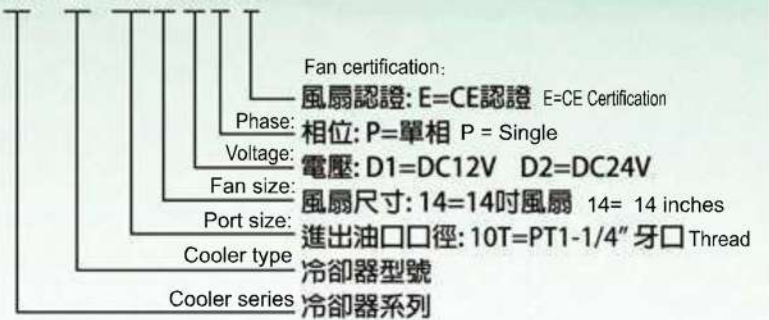 Fan certification:
風扇認證: E=CE認證 E=CE Certification
Phase: 相位: P=單相 P = Single
Voltage: 電壓: D1=DC12V D2=DC24V
Fan size: 風扇尺寸: 14=14吋風扇 14= 14 inches
Port size: 進出油口口徑: 10T=PT1-1/4" 牙口 Thread
Cooler type 冷卻器型號
Cooler series 冷卻器系列